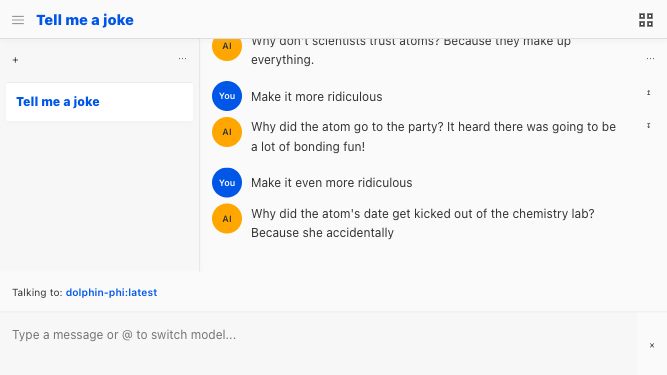 Tell me a joke
+
...
Tell me a joke
AI
Why don't scientists trust atoms? Because they make up
everything.
...
You
Make it more ridiculous
AI
Why did the atom go to the party? It heard there was going to be
a lot of bonding fun!
You
Make it even more ridiculous
AI
Why did the atom's date get kicked out of the chemistry lab?
Because she accidentally
Talking to: dolphin-phi:latest
Type a message or @ to switch model...